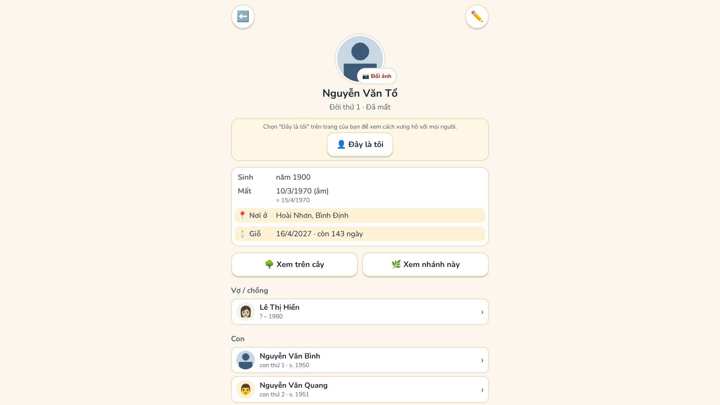 Đổi ảnh
Nguyễn Văn Tổ
Đời thứ 1 · Đã mất
Chọn "Đây là tôi" trên trang của bạn để xem cách xưng hô với mọi người.
Đây là tôi
Sinh năm 1900
Mất 10/3/1970 (âm)
≈ 15/4/1970
Nơi ở Hoài Nhơn, Bình Định
Giỗ 16/4/2027 · còn 143 ngày
Xem trên cây
Xem nhánh này
Vợ / chồng
Lê Thị Hiền
? – 1980
Con
Nguyễn Văn Bình
con thứ 1 · s. 1950
Nguyễn Văn Quang
con thứ 2 · s. 1951